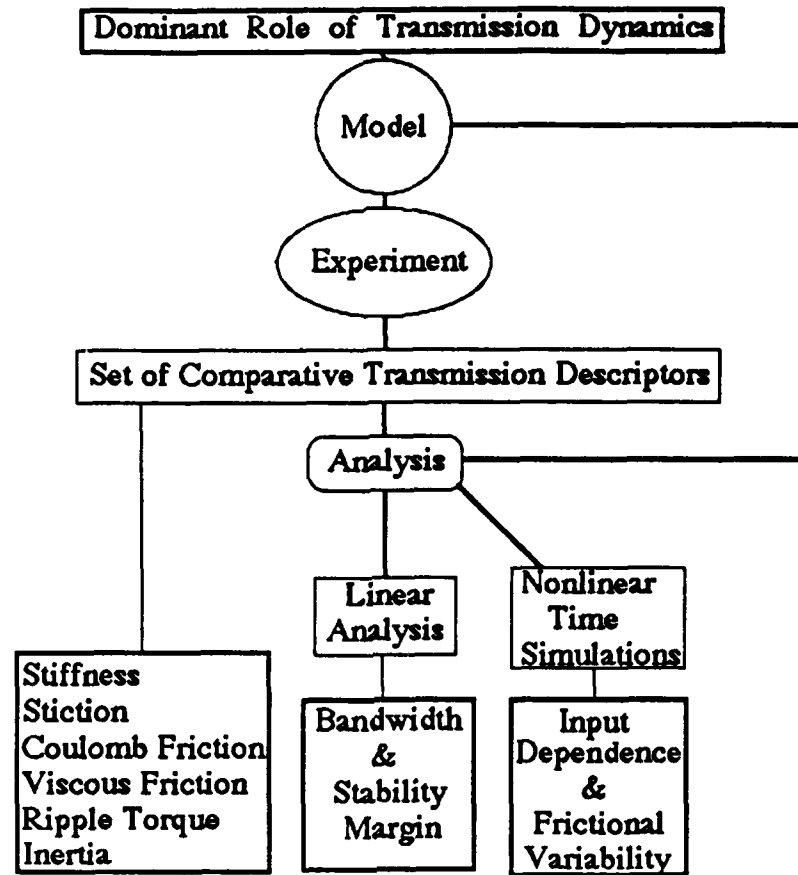 Dominant Role of Transmission Dynamics
Model
Experiment
Set of Comparative Transmission Descriptors
Analysis
Linear
Analysis
Nonlinear
Time
Simulations
Stiffness
Stiction
Coulomb Friction
Viscous Friction
Ripple Torque
Inertia
Bandwidth
&
Stability
Margin
Input
Dependence
&
Frictional
Variability